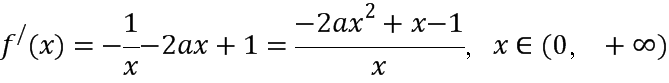 f′(x) = −1/x − 2ax + 1 = (−2ax² + x − 1)/x, x ∈ (0, +∞)